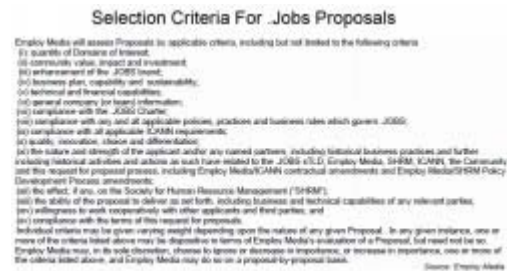 Selection Criteria For .Jobs Proposals
Employ Media will assess Proposals by applicable criteria, including but not limited to the following criteria
(i) quantity of Domains of Interest;
(ii) community value, impact and investment;
(iii) enhancement of the .JOBS brand;
(iv) business plan, capability and sustainability;
(v) technical and financial capabilities;
(vi) general company (or team) information;
(vii) compliance with the .JOBS Charter;
(viii) compliance with any and all applicable policies, practices and business rules which govern .JOBS;
(ix) compliance with all applicable ICANN requirements;
(x) quality, innovation, choice and differentiation;
(xi) the nature and strength of the applicant and/or any named partners, including historical business practices and further
including historical activities and actions as such have related to the .JOBS sTLD, Employ Media, SHRM, ICANN, the Community
and this request for proposal process, including Employ Media/ICANN contractual amendments and Employ Media/SHRM Policy
Development Process amendments;
(xii) the effect, if any, on the Society for Human Resource Management ("SHRM");
(xiii) the ability of the proposal to deliver as set forth, including business and technical capabilities of any relevant parties;
(xiv) willingness to work cooperatively with other applicants and third parties; and
(xv) compliance with the terms of this request for proposals.
Individual criteria may be given varying weight depending upon the nature of any given Proposal. In any given instance, one or
more of the criteria listed above may be dispositive in terms of Employ Media's evaluation of a Proposal, but need not be so.
Employ Media may, in its sole discretion, choose to ignore or decrease in importance, or increase in importance, one or more of
the criteria listed above, and Employ Media may do so on a proposal-by-proposal basis.
Source: Employ Media